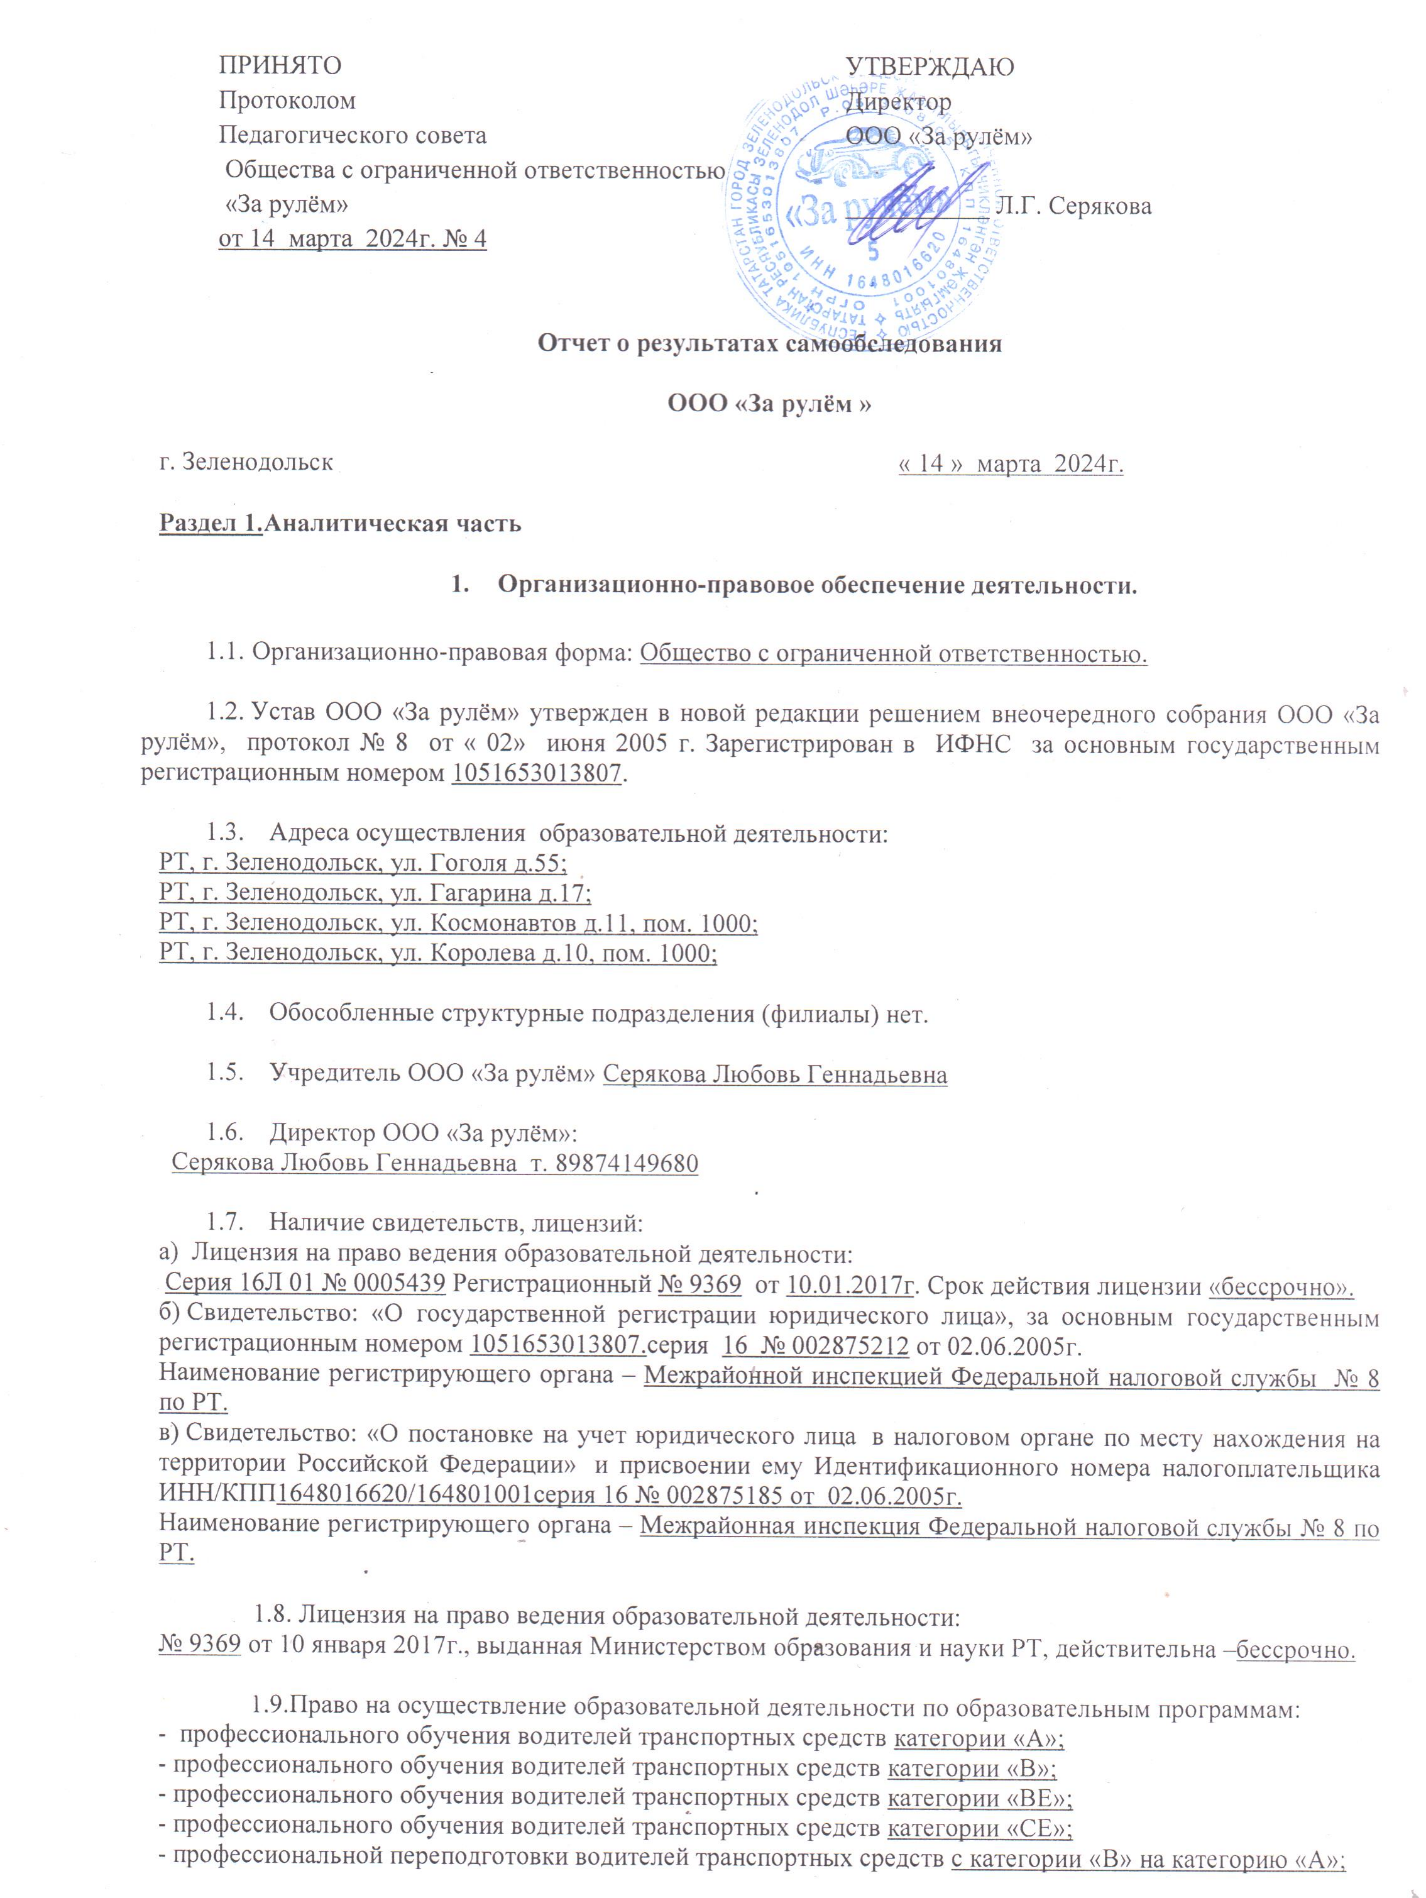 ПРИНЯТО
Протоколом
Педагогического совета
Общества с ограниченной ответственностью
«За рулём»
от 14 марта 2024г. № 4
УТВЕРЖДАЮ
Директор
ООО «За рулём»
Л.Г. Серякова
«За рулём»
5
ИНН 1648016620
Отчет о результатах самообследования
ООО «За рулём »
г. Зеленодольск « 14 » марта 2024г.
Раздел 1.Аналитическая часть
1. Организационно-правовое обеспечение деятельности.
1.1. Организационно-правовая форма: Общество с ограниченной ответственностью.
1.2. Устав ООО «За рулём» утвержден в новой редакции решением внеочередного собрания ООО «За
рулём», протокол № 8 от « 02» июня 2005 г. Зарегистрирован в ИФНС за основным государственным
регистрационным номером 1051653013807.
1.3. Адреса осуществления образовательной деятельности:
РТ, г. Зеленодольск, ул. Гоголя д.55;
РТ, г. Зеленодольск, ул. Гагарина д.17;
РТ, г. Зеленодольск, ул. Космонавтов д.11, пом. 1000;
РТ, г. Зеленодольск, ул. Королева д.10, пом. 1000;
1.4. Обособленные структурные подразделения (филиалы) нет.
1.5. Учредитель ООО «За рулём» Серякова Любовь Геннадьевна
1.6. Директор ООО «За рулём»:
Серякова Любовь Геннадьевна т. 89874149680
1.7. Наличие свидетельств, лицензий:
а) Лицензия на право ведения образовательной деятельности:
Серия 16Л 01 № 0005439 Регистрационный № 9369 от 10.01.2017г. Срок действия лицензии «бессрочно».
б) Свидетельство: «О государственной регистрации юридического лица», за основным государственным
регистрационным номером 1051653013807.серия 16 № 002875212 от 02.06.2005г.
Наименование регистрирующего органа – Межрайонной инспекцией Федеральной налоговой службы № 8
по РТ.
в) Свидетельство: «О постановке на учет юридического лица в налоговом органе по месту нахождения на
территории Российской Федерации» и присвоении ему Идентификационного номера налогоплательщика
ИНН/КПП1648016620/164801001серия 16 № 002875185 от 02.06.2005г.
Наименование регистрирующего органа – Межрайонная инспекция Федеральной налоговой службы № 8 по
РТ.
1.8. Лицензия на право ведения образовательной деятельности:
№ 9369 от 10 января 2017г., выданная Министерством образования и науки РТ, действительна –бессрочно.
1.9.Право на осуществление образовательной деятельности по образовательным программам:
- профессионального обучения водителей транспортных средств категории «А»;
- профессионального обучения водителей транспортных средств категории «В»;
- профессионального обучения водителей транспортных средств категории «ВЕ»;
- профессионального обучения водителей транспортных средств категории «СЕ»;
- профессиональной переподготовки водителей транспортных средств с категории «В» на категорию «А»;